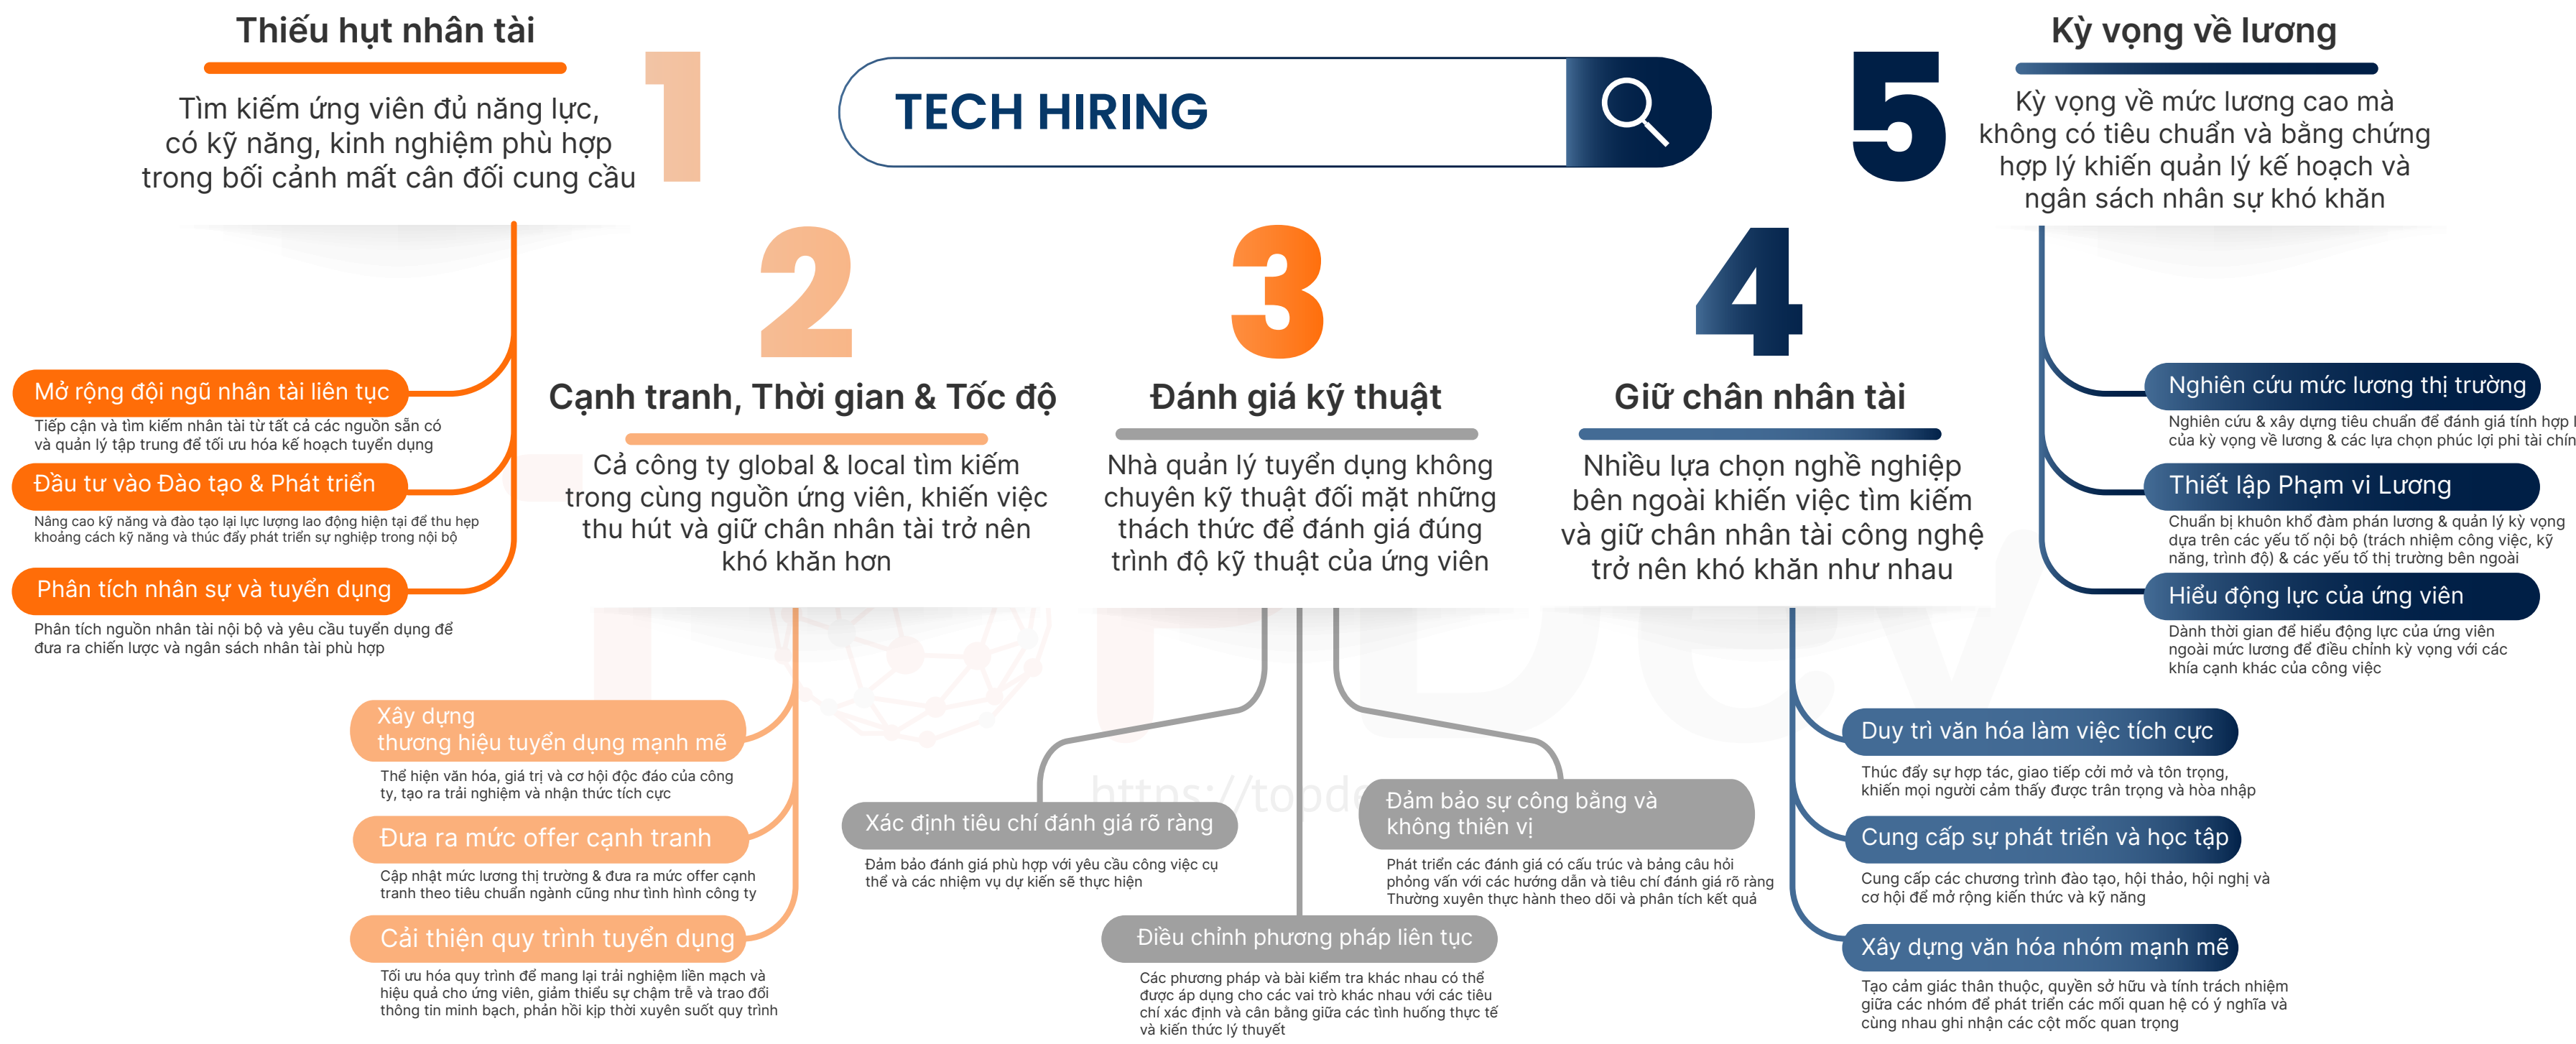 TECH HIRING
1
Thiếu hụt nhân tài
Tìm kiếm ứng viên đủ năng lực,
có kỹ năng, kinh nghiệm phù hợp
trong bối cảnh mất cân đối cung cầu
Mở rộng đội ngũ nhân tài liên tục
Tiếp cận và tìm kiếm nhân tài từ tất cả các nguồn sẵn có
và quản lý tập trung để tối ưu hóa kế hoạch tuyển dụng
Đầu tư vào Đào tạo & Phát triển
Nâng cao kỹ năng và đào tạo lại lực lượng lao động hiện tại để thu hẹp
khoảng cách kỹ năng và thúc đẩy phát triển sự nghiệp trong nội bộ
Phân tích nhân sự và tuyển dụng
Phân tích nguồn nhân tài nội bộ và yêu cầu tuyển dụng để
đưa ra chiến lược và ngân sách nhân tài phù hợp
2
Cạnh tranh, Thời gian & Tốc độ
Cả công ty global & local tìm kiếm
trong cùng nguồn ứng viên, khiến việc
thu hút và giữ chân nhân tài trở nên
khó khăn hơn
Xây dựng
thương hiệu tuyển dụng mạnh mẽ
Thể hiện văn hóa, giá trị và cơ hội độc đáo của công
ty, tạo ra trải nghiệm và nhận thức tích cực
Đưa ra mức offer cạnh tranh
Cập nhật mức lương thị trường & đưa ra mức offer cạnh
tranh theo tiêu chuẩn ngành cũng như tình hình công ty
Cải thiện quy trình tuyển dụng
Tối ưu hóa quy trình để mang lại trải nghiệm liền mạch và
hiệu quả cho ứng viên, giảm thiểu sự chậm trễ và trao đổi
thông tin minh bạch, phản hồi kịp thời xuyên suốt quy trình
3
Đánh giá kỹ thuật
Nhà quản lý tuyển dụng không
chuyên kỹ thuật đối mặt những
thách thức để đánh giá đúng
trình độ kỹ thuật của ứng viên
Xác định tiêu chí đánh giá rõ ràng
Đảm bảo đánh giá phù hợp với yêu cầu công việc cụ
thể và các nhiệm vụ dự kiến sẽ thực hiện
Điều chỉnh phương pháp liên tục
Các phương pháp và bài kiểm tra khác nhau có thể
được áp dụng cho các vai trò khác nhau với các tiêu
chí xác định và cân bằng giữa các tình huống thực tế
và kiến thức lý thuyết
Đảm bảo sự công bằng và
không thiên vị
Phát triển các đánh giá có cấu trúc và bảng câu hỏi
phỏng vấn với các hướng dẫn và tiêu chí đánh giá rõ ràng
Thường xuyên thực hành theo dõi và phân tích kết quả
4
Giữ chân nhân tài
Nhiều lựa chọn nghề nghiệp
bên ngoài khiến việc tìm kiếm
và giữ chân nhân tài công nghệ
trở nên khó khăn như nhau
Duy trì văn hóa làm việc tích cực
Thúc đẩy sự hợp tác, giao tiếp cởi mở và tôn trọng,
khiến mọi người cảm thấy được trân trọng và hòa nhập
Cung cấp sự phát triển và học tập
Cung cấp các chương trình đào tạo, hội thảo, hội nghị và
cơ hội để mở rộng kiến thức và kỹ năng
Xây dựng văn hóa nhóm mạnh mẽ
Tạo cảm giác thân thuộc, quyền sở hữu và tính trách nhiệm
giữa các nhóm để phát triển các mối quan hệ có ý nghĩa và
cùng nhau ghi nhận các cột mốc quan trọng
5
Kỳ vọng về lương
Kỳ vọng về mức lương cao mà
không có tiêu chuẩn và bằng chứng
hợp lý khiến quản lý kế hoạch và
ngân sách nhân sự khó khăn
Nghiên cứu mức lương thị trường
Nghiên cứu & xây dựng tiêu chuẩn để đánh giá tính hợp
của kỳ vọng về lương & các lựa chọn phúc lợi phi tài
Thiết lập Phạm vi Lương
Chuẩn bị khuôn khổ đàm phán lương & quản lý kỳ vọng
dựa trên các yếu tố nội bộ (trách nhiệm công việc, kỹ
năng, trình độ) & các yếu tố thị trường bên ngoài
Hiểu động lực của ứng viên
Dành thời gian để hiểu động lực của ứng viên
ngoài mức lương để điều chỉnh kỳ vọng với các
khía cạnh khác của công việc
TOPDev
https://topde